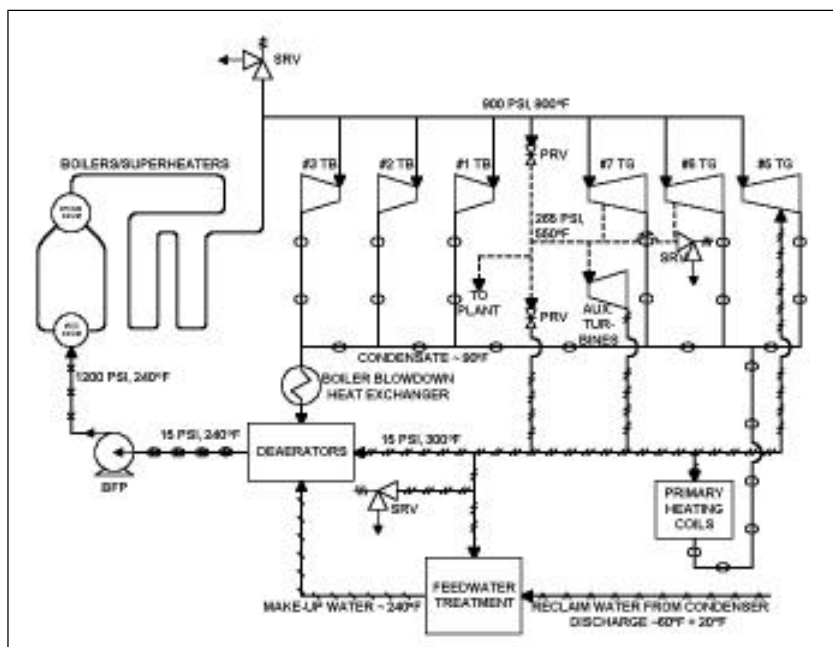 SRV
900 PSI, 800°F
BOILERS/SUPERHEATERS
#3 TB
#2 TB
#1 TB
PRV
#7 TG
#6 TG
#5 TG
265 PSI,
550°F
SRV
TO
PLANT
PRV
AUX.
TUR-
BINES
CONDENSATE ~ 90°F
1200 PSI, 240°F
BOILER BLOWDOWN
HEAT EXCHANGER
15 PSI, 240°F
DEAERATORS
15 PSI, 300°F
BFP
SRV
PRIMARY
HEATING
COILS
FEEDWATER
TREATMENT
MAKE-UP WATER ~ 240°F
RECLAIM WATER FROM CONDENSER
DISCHARGE ~60°F + 20°F